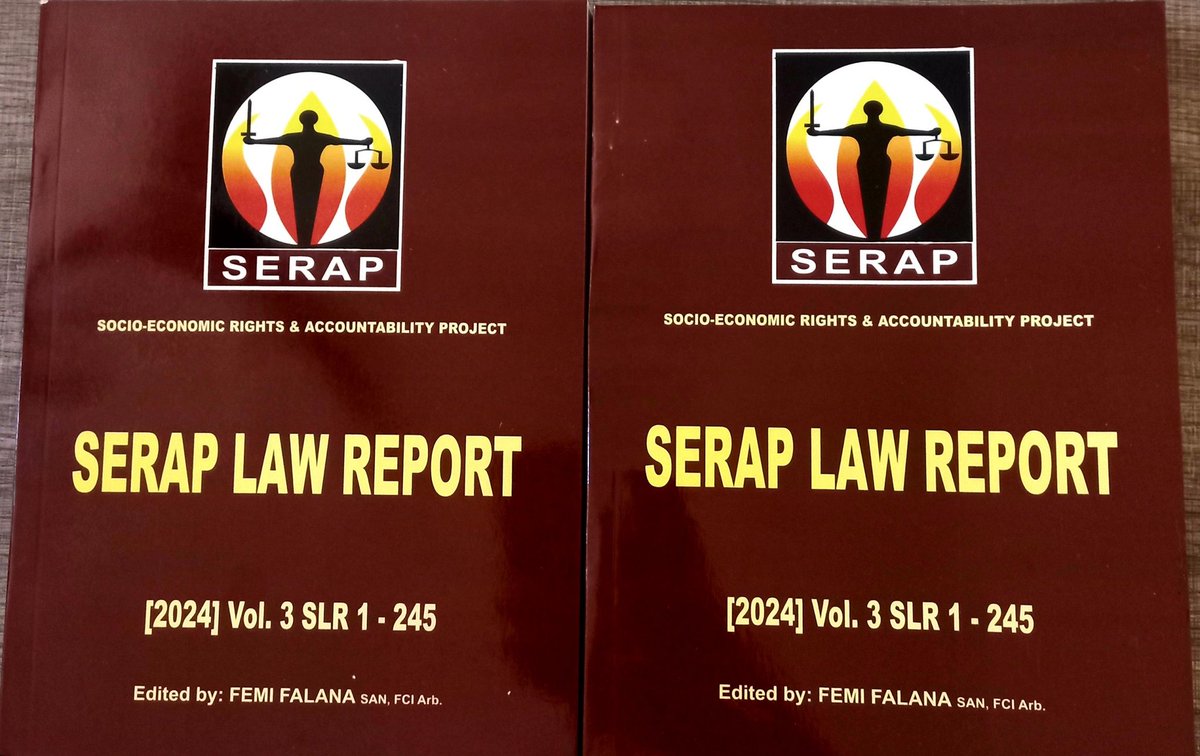 SERAP
SOCIO-ECONOMIC RIGHTS & ACCOUNTABILITY PROJECT
SERAP LAW REPORT
[2024] Vol. 3 SLR 1 - 245
Edited by: FEMI FALANA SAN, FCI Arb.
SERAP
SOCIO-ECONOMIC RIGHTS & ACCOUNTABILITY PROJECT
SERAP LAW REPORT
[2024] Vol. 3 SLR 1 - 245
Edited by: FEMI FALANA SAN, FCI Arb.